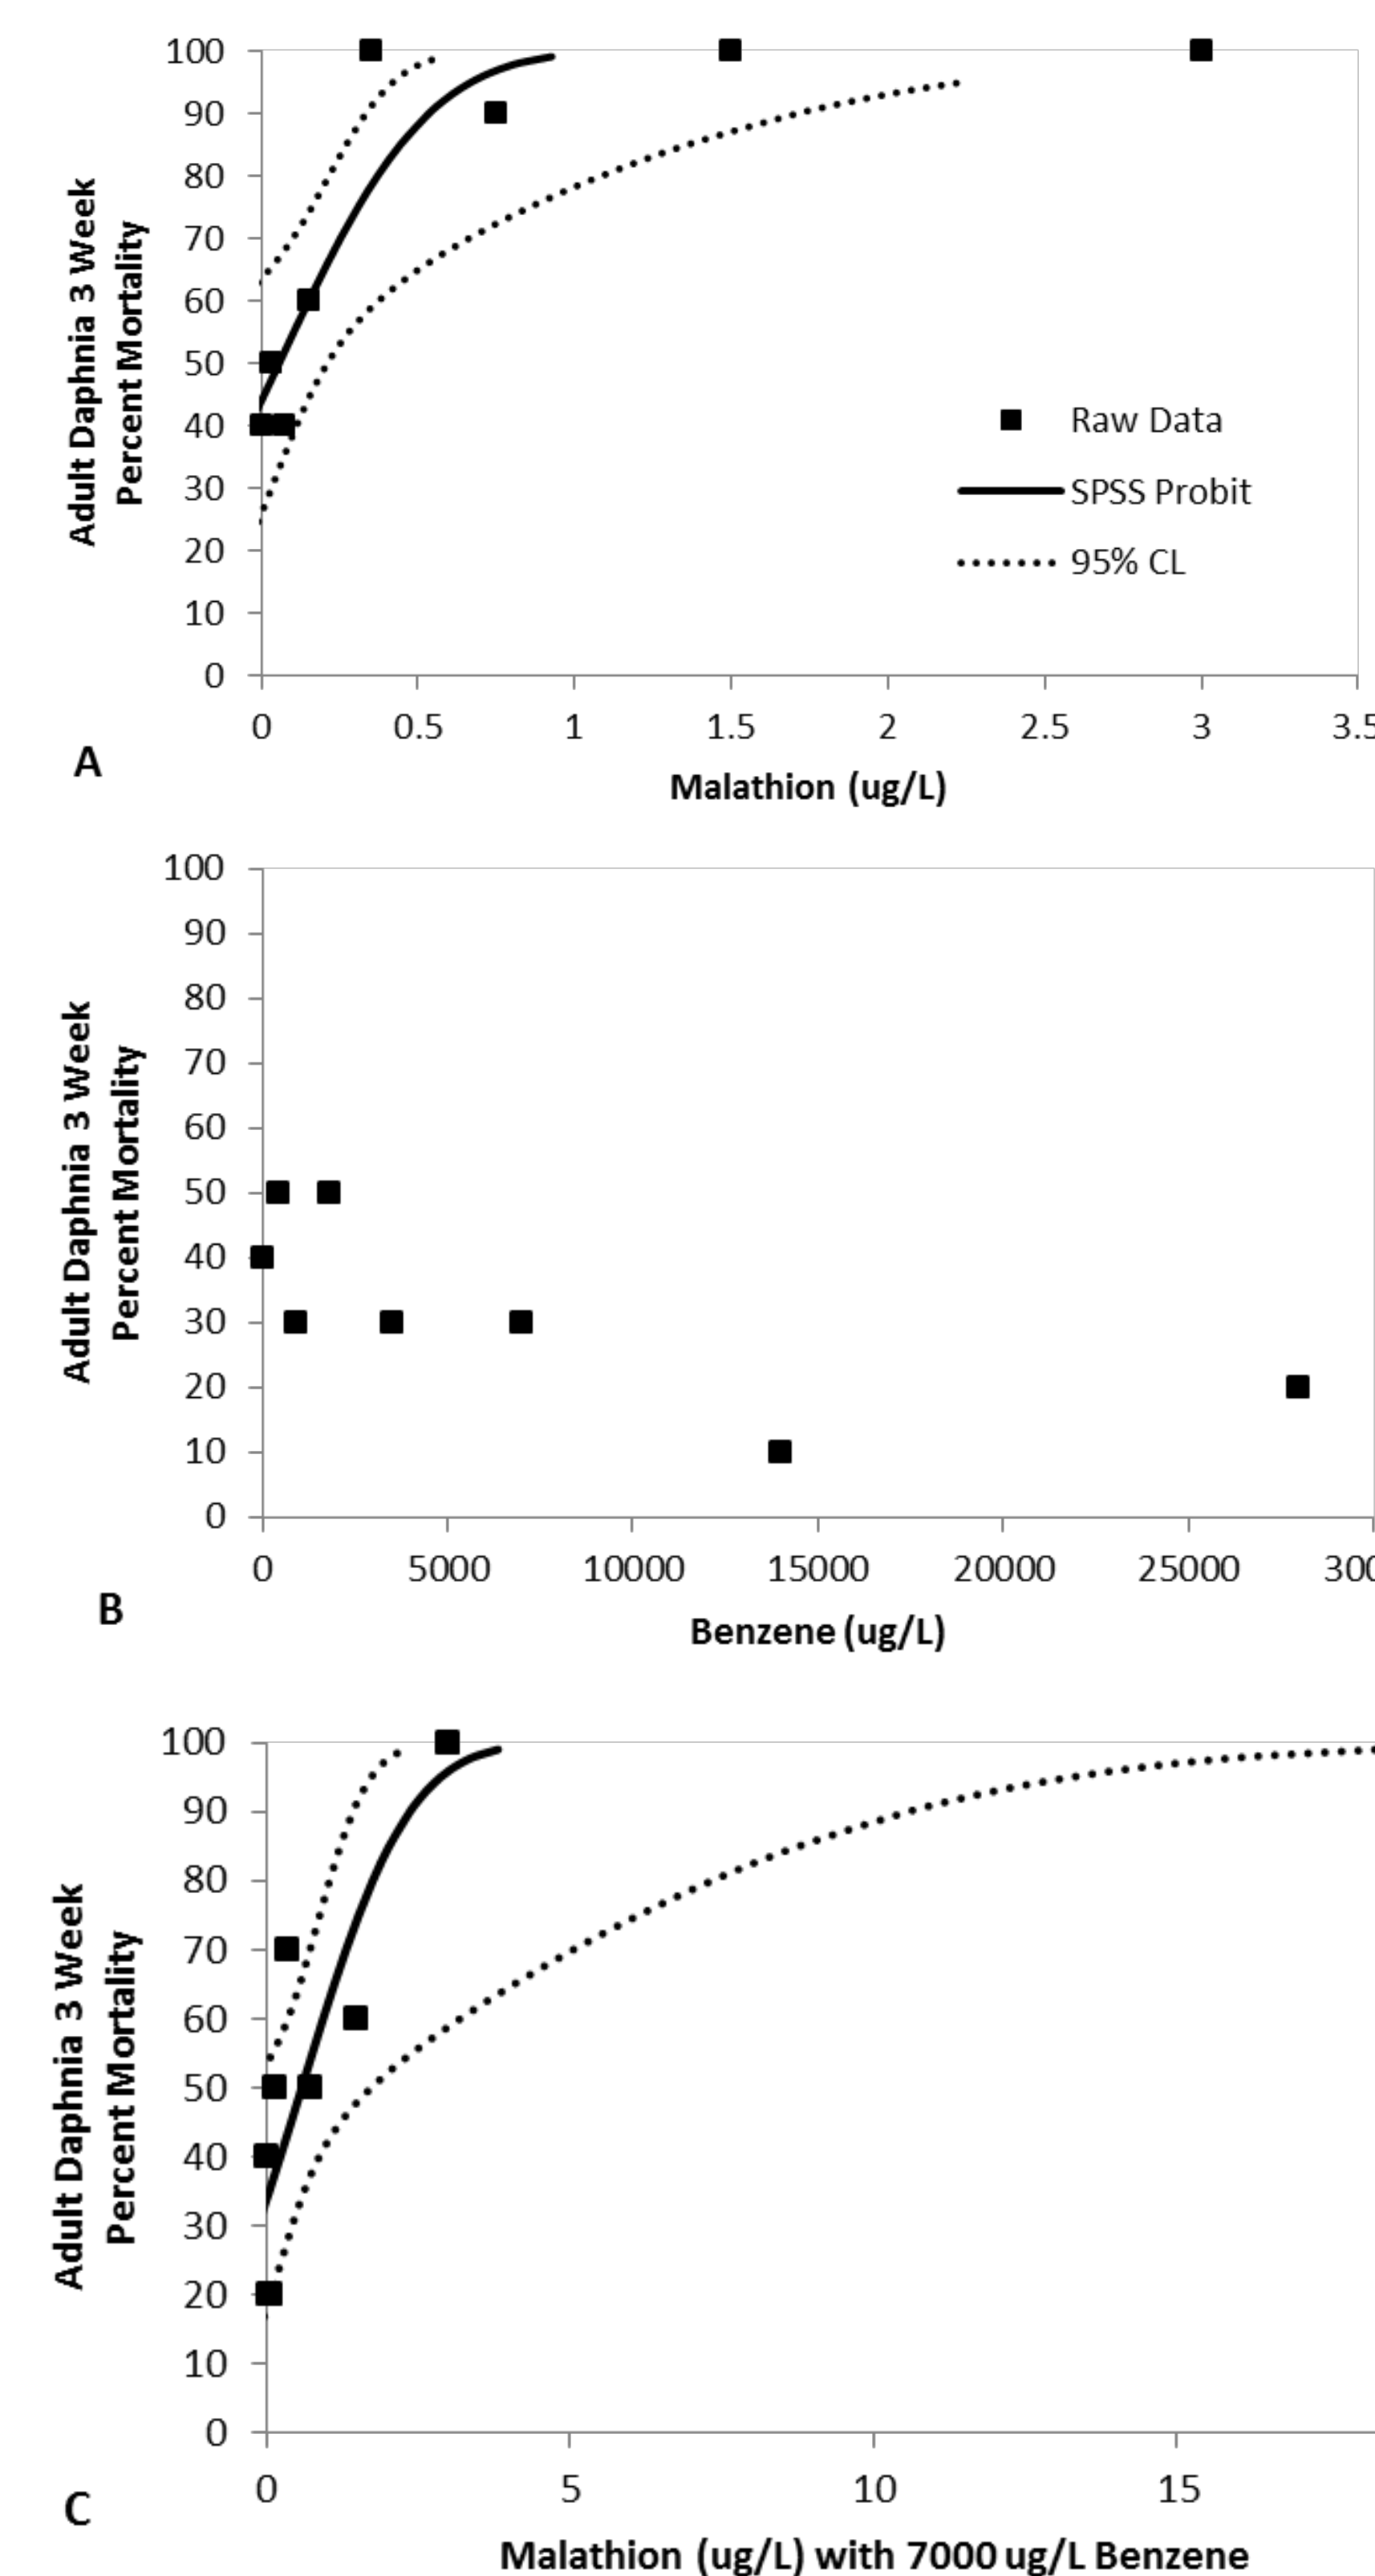 100
90
80
70
60
50
40
30
20
10
0
Adult Daphnia 3 Week
Percent Mortality
Raw Data
SPSS Probit
95% CL
0 0.5 1 1.5 2 2.5 3 3.5
A
Malathion (ug/L)
100
90
80
70
60
50
40
30
20
10
0
Adult Daphnia 3 Week
Percent Mortality
0 5000 10000 15000 20000 25000 300
B
Benzene (ug/L)
100
90
80
70
60
50
40
30
20
10
0
Adult Daphnia 3 Week
Percent Mortality
0 5 10 15
C
Malathion (ug/L) with 7000 ug/L Benzene